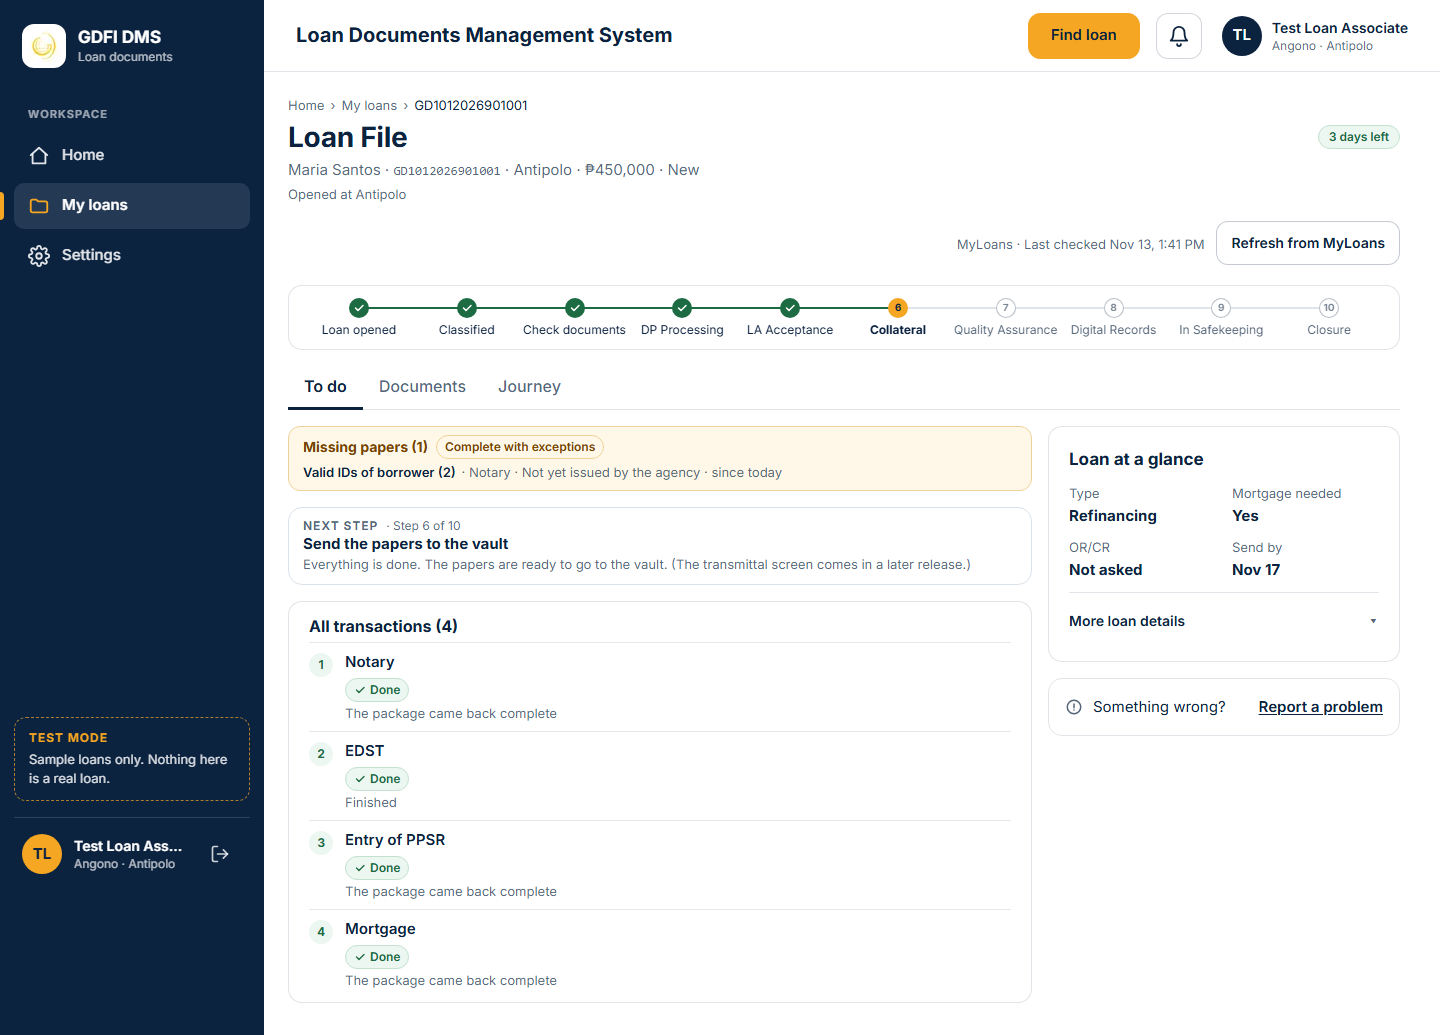 GDFI DMS
Loan documents
WORKSPACE
Home
My loans
Settings
TEST MODE
Sample loans only. Nothing here
is a real loan.
TL
Test Loan Ass...
Angono · Antipolo
Loan Documents Management System
Find loan
TL
Test Loan Associate
Angono · Antipolo
Home › My loans › GD1012026901001
Loan File
3 days left
Maria Santos · GD1012026901001 · Antipolo · ₱450,000 · New
Opened at Antipolo
MyLoans · Last checked Nov 13, 1:41 PM
Refresh from MyLoans
6 7 8 9 10
Loan opened Classified Check documents DP Processing LA Acceptance Collateral Quality Assurance Digital Records In Safekeeping Closure
To do Documents Journey
Missing papers (1) Complete with exceptions
Valid IDs of borrower (2) · Notary · Not yet issued by the agency · since today
NEXT STEP · Step 6 of 10
Send the papers to the vault
Everything is done. The papers are ready to go to the vault. (The transmittal screen comes in a later release.)
All transactions (4)
1 Notary
Done
The package came back complete
2 EDST
Done
Finished
3 Entry of PPSR
Done
The package came back complete
4 Mortgage
Done
The package came back complete
Loan at a glance
Type Mortgage needed
Refinancing Yes
OR/CR Send by
Not asked Nov 17
More loan details
Something wrong? Report a problem